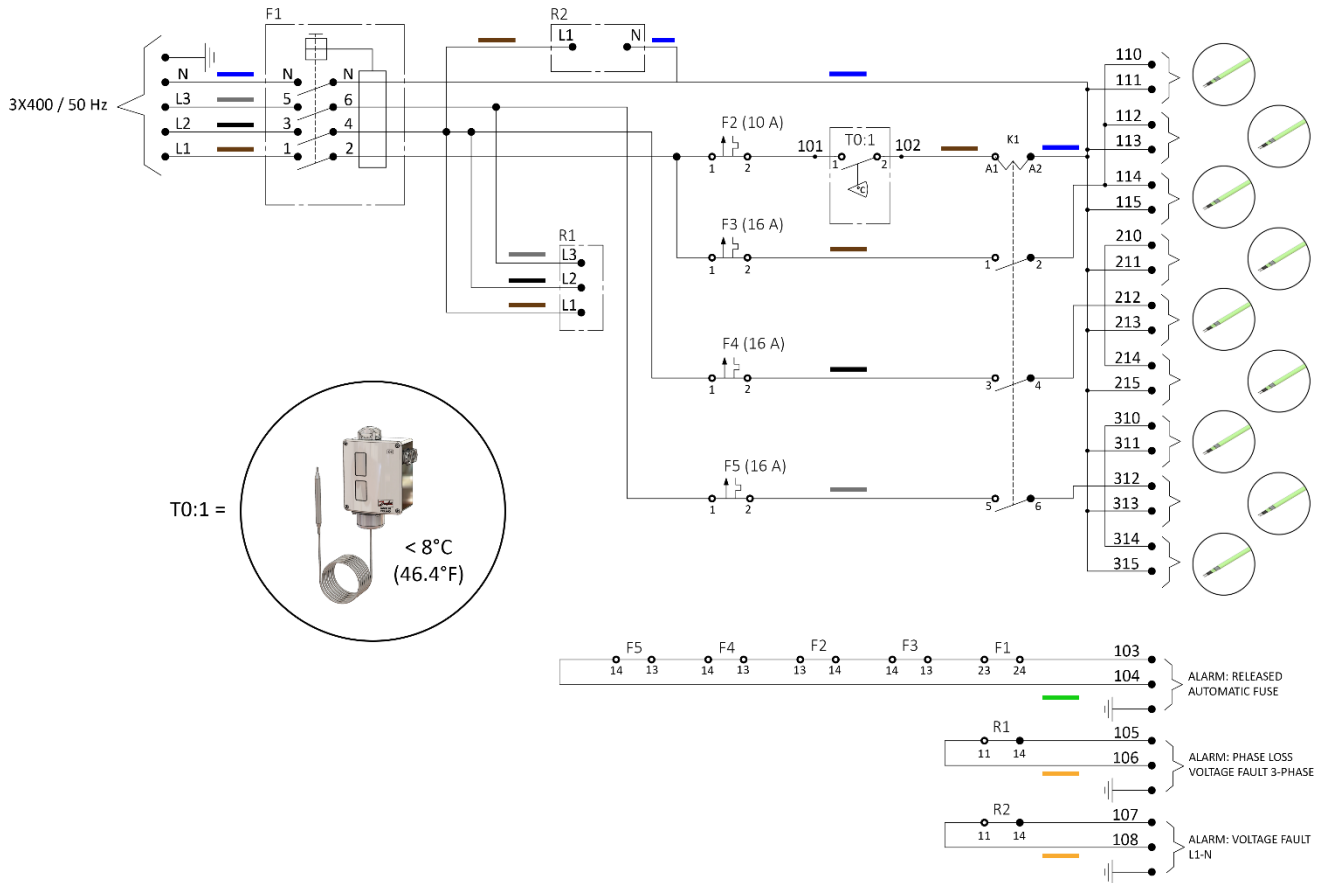 F1
R2
L1
N
N
N
N
L3
5
6
3X400 / 50 Hz
L2
3
4
L1
1
2
F2 (10 A)
1
2
101
T0:1
1
2
°C
102
K1
A1
A2
F3 (16 A)
1
2
1
2
R1
L3
L2
L1
F4 (16 A)
1
2
3
4
F5 (16 A)
1
2
5
6
110
111
112
113
114
115
210
211
212
213
214
215
310
311
312
313
314
315
T0:1 =
Danfoss
< 8°C
(46.4°F)
F5
F4
F2
F3
F1
14
13
14
13
13
14
14
13
23
24
103
104
ALARM: RELEASED
AUTOMATIC FUSE
R1
11
14
105
106
ALARM: PHASE LOSS
VOLTAGE FAULT 3-PHASE
R2
11
14
107
108
ALARM: VOLTAGE FAULT
L1-N